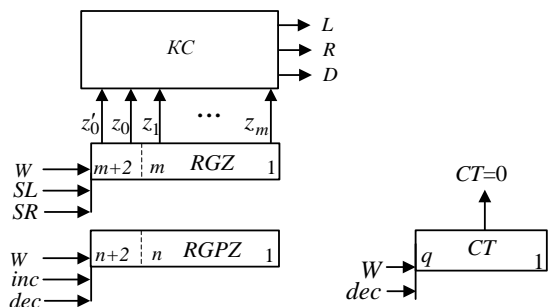 L
КС R
D
z′₀ z₀ z₁ ... zₘ
W m+2 m RGZ 1
SL
SR
CT=0
W n+2 n RGPZ 1
inc
dec
q CT 1
W
dec